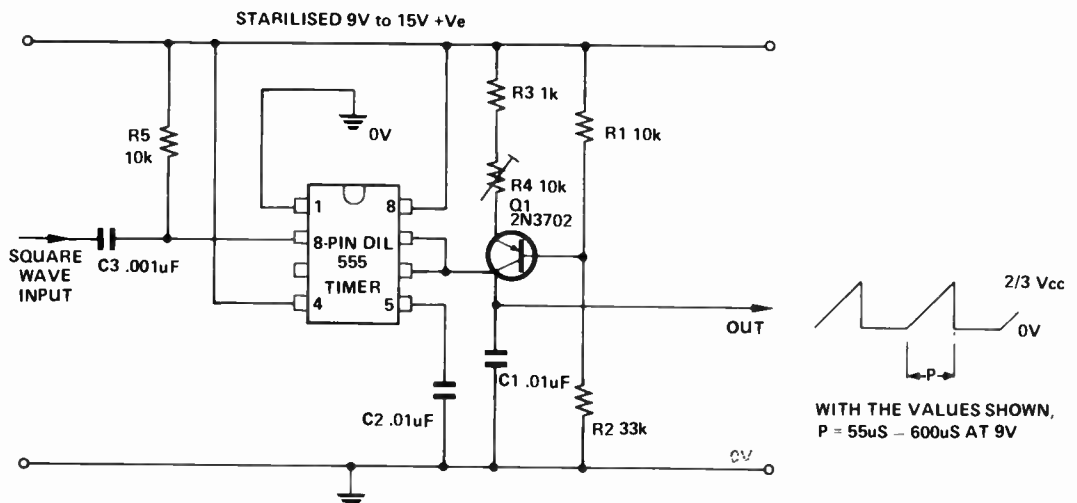 STARILISED 9V to 15V +Ve
R3 1k
0V
R5
10k
R1 10k
R4 10k
Q1
2N3702
1
8
8-PIN DIL
555
TIMER
4
5
SQUARE
WAVE
INPUT
C3 .001uF
2/3 Vcc
0V
OUT
P
C1 .01uF
C2 .01uF
R2 33k
WITH THE VALUES SHOWN,
P = 55uS – 600uS AT 9V
0V